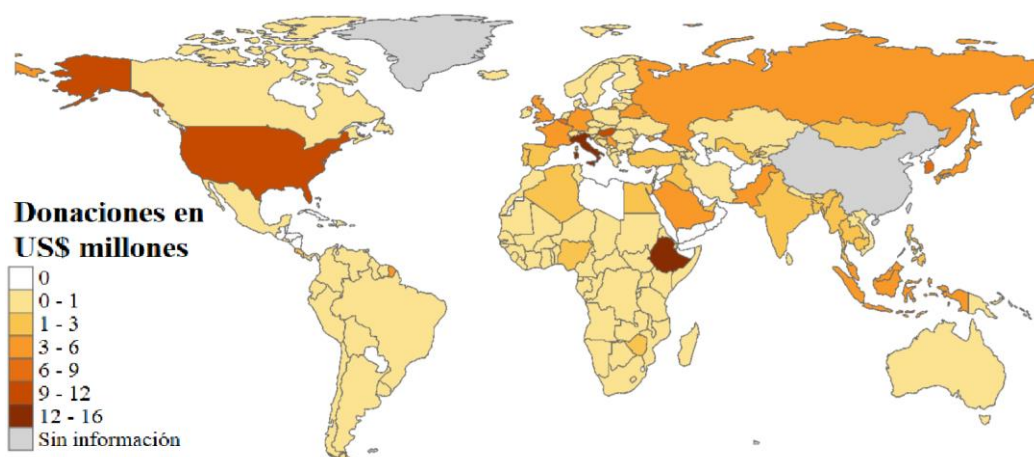 Donaciones en
US$ millones
0
0 - 1
1 - 3
3 - 6
6 - 9
9 - 12
12 - 16
Sin información